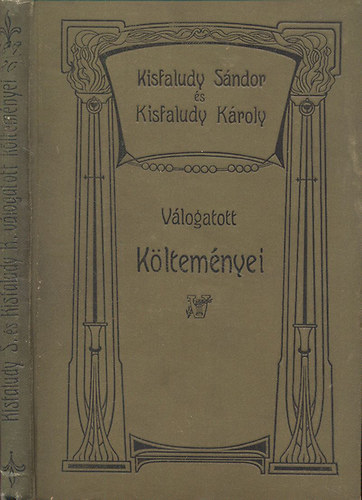 Kisfaludy Sándor
és
Kisfaludy Károly
Válogatott
Költeményei
Kisfaludy S. és Kisfaludy K. válogatott költeményei